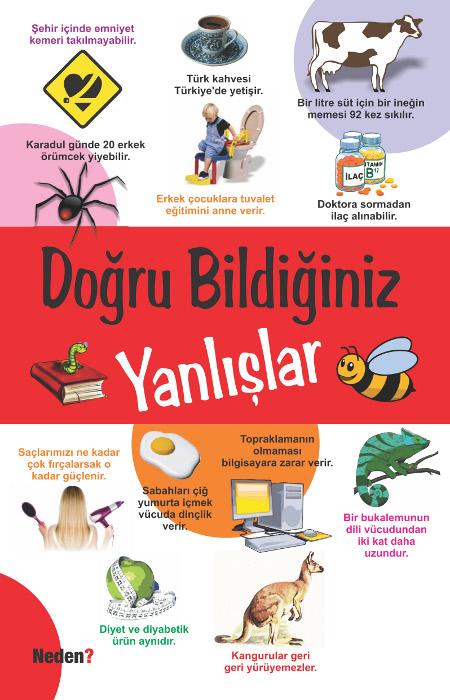 Şehir içinde emniyet
kemeri takılmayabilir.
Türk kahvesi
Türkiye'de yetişir.
Bir litre süt için bir ineğin
memesi 92 kez sıkılır.
Karadul günde 20 erkek
örümcek yiyebilir.
Erkek çocuklara tuvalet
eğitimini anne verir.
İLAÇ
VİTAMİN
B12
Doktora sormadan
ilaç alınabilir.
Doğru Bildiğiniz
Yanlışlar
Saçlarımızı ne kadar
çok fırçalarsak o
kadar güçlenir.
Sabahları çiğ
yumurta içmek
vücuda dinçlik
verir.
Topraklamanın
olmaması
bilgisayara zarar verir.
Bir bukalemunun
dili vücudundan
iki kat daha
uzundur.
Diyet ve diyabetik
ürün aynıdır.
Kangurular geri
geri yürüyemezler.
Neden?